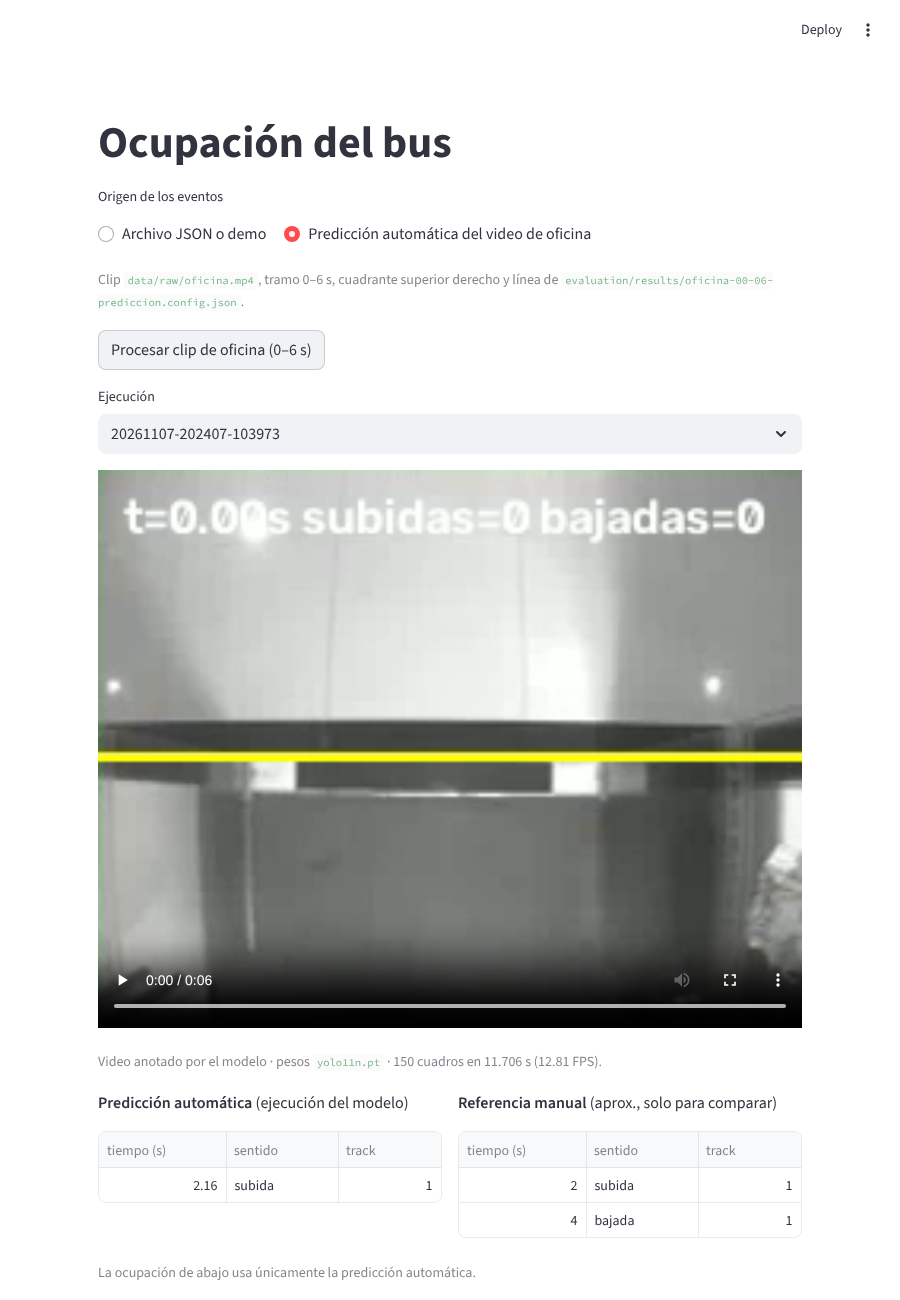 Deploy
Ocupación del bus
Origen de los eventos
Archivo JSON o demo
Predicción automática del video de oficina
Clip data/raw/oficina.mp4 , tramo 0–6 s, cuadrante superior derecho y línea de evaluation/results/oficina-00-06-
prediccion.config.json .
Procesar clip de oficina (0–6 s)
Ejecución
20261107-202407-103973
t=0.00s subidas=0 bajadas=0
0:00 / 0:06
Video anotado por el modelo · pesos yolo11n.pt · 150 cuadros en 11.706 s (12.81 FPS).
Predicción automática (ejecución del modelo)
tiempo (s) sentido track
2.16 subida 1
Referencia manual (aprox., solo para comparar)
tiempo (s) sentido track
2 subida 1
4 bajada 1
La ocupación de abajo usa únicamente la predicción automática.